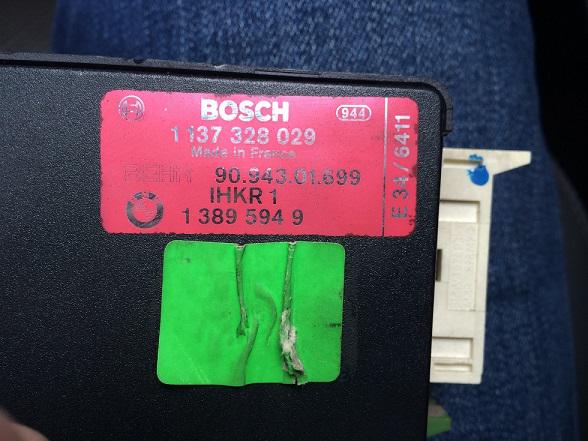 BOSCH
944
1 137 328 029
Made in France
BEHR 90.943.01.699
IHKR 1
1 389 594 9
E 34/6411